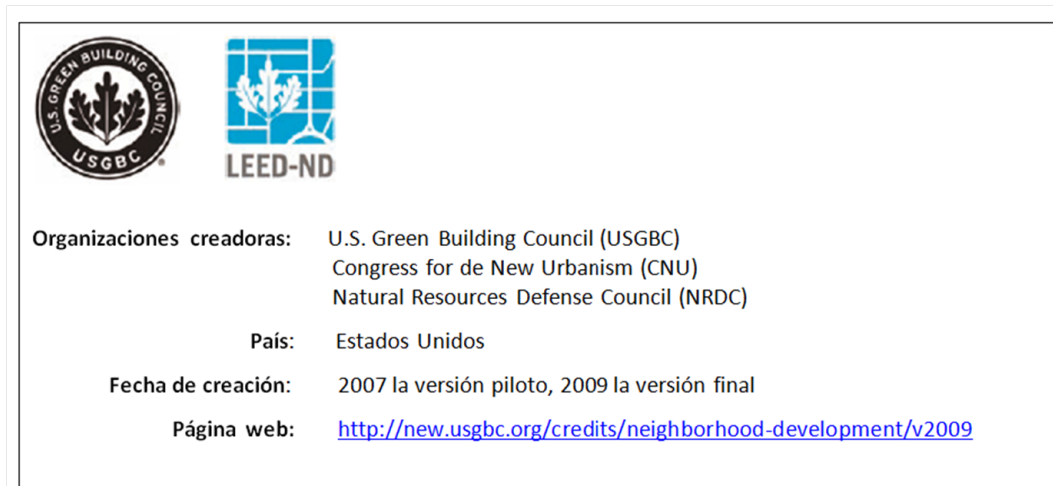 U.S. GREEN BUILDING COUNCIL
USGBC
LEED-ND
Organizaciones creadoras: U.S. Green Building Council (USGBC)
Congress for de New Urbanism (CNU)
Natural Resources Defense Council (NRDC)
País: Estados Unidos
Fecha de creación: 2007 la versión piloto, 2009 la versión final
Página web: http://new.usgbc.org/credits/neighborhood-development/v2009